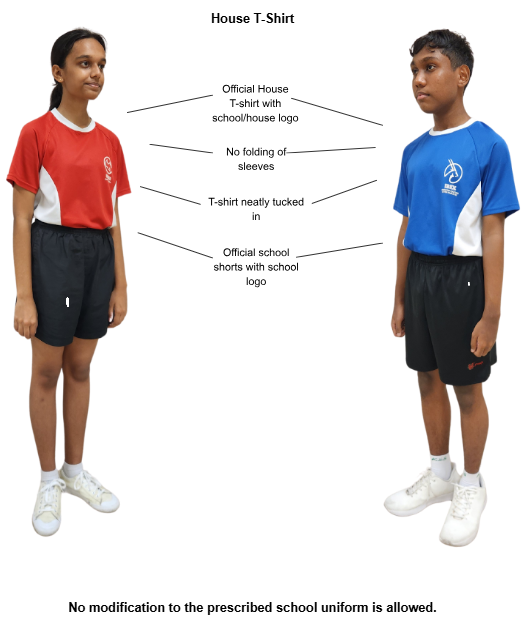 House T-Shirt
Official House
T-shirt with
school/house logo
No folding of
sleeves
T-shirt neatly tucked
in
Official school
shorts with school
logo
No modification to the prescribed school uniform is allowed.